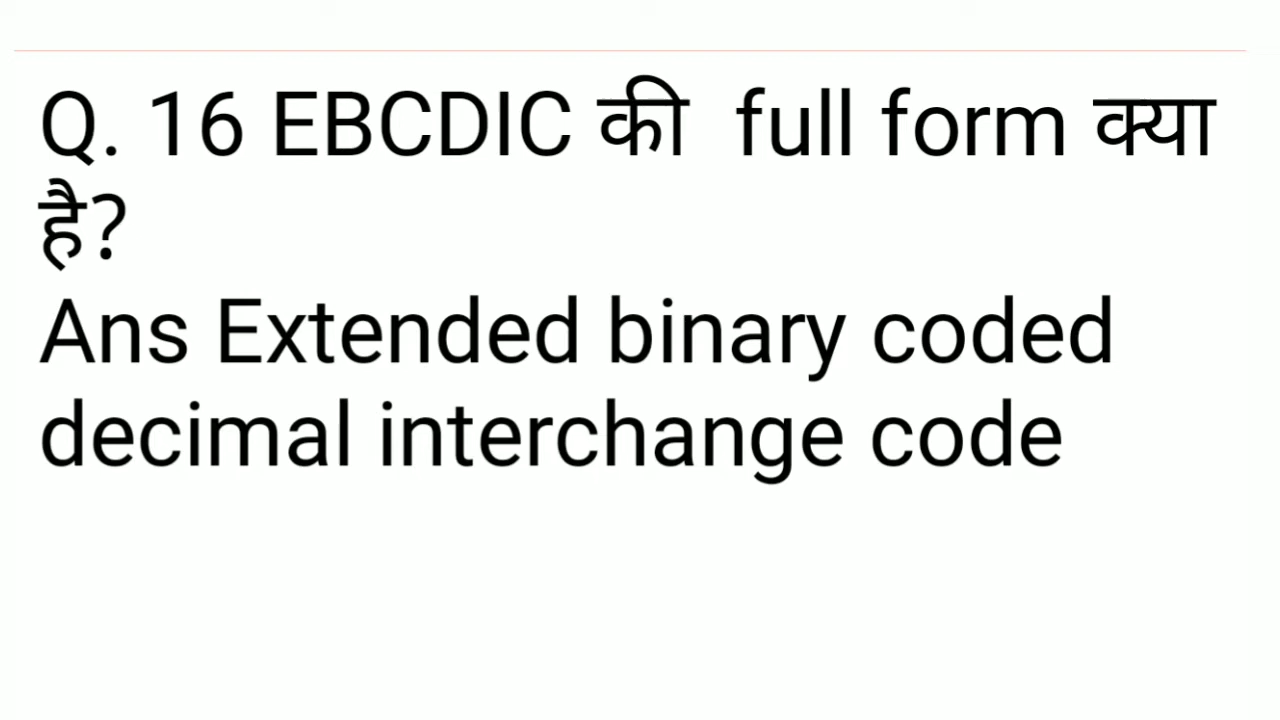 Q. 16 EBCDIC की full form क्या
है?
Ans Extended binary coded
decimal interchange code